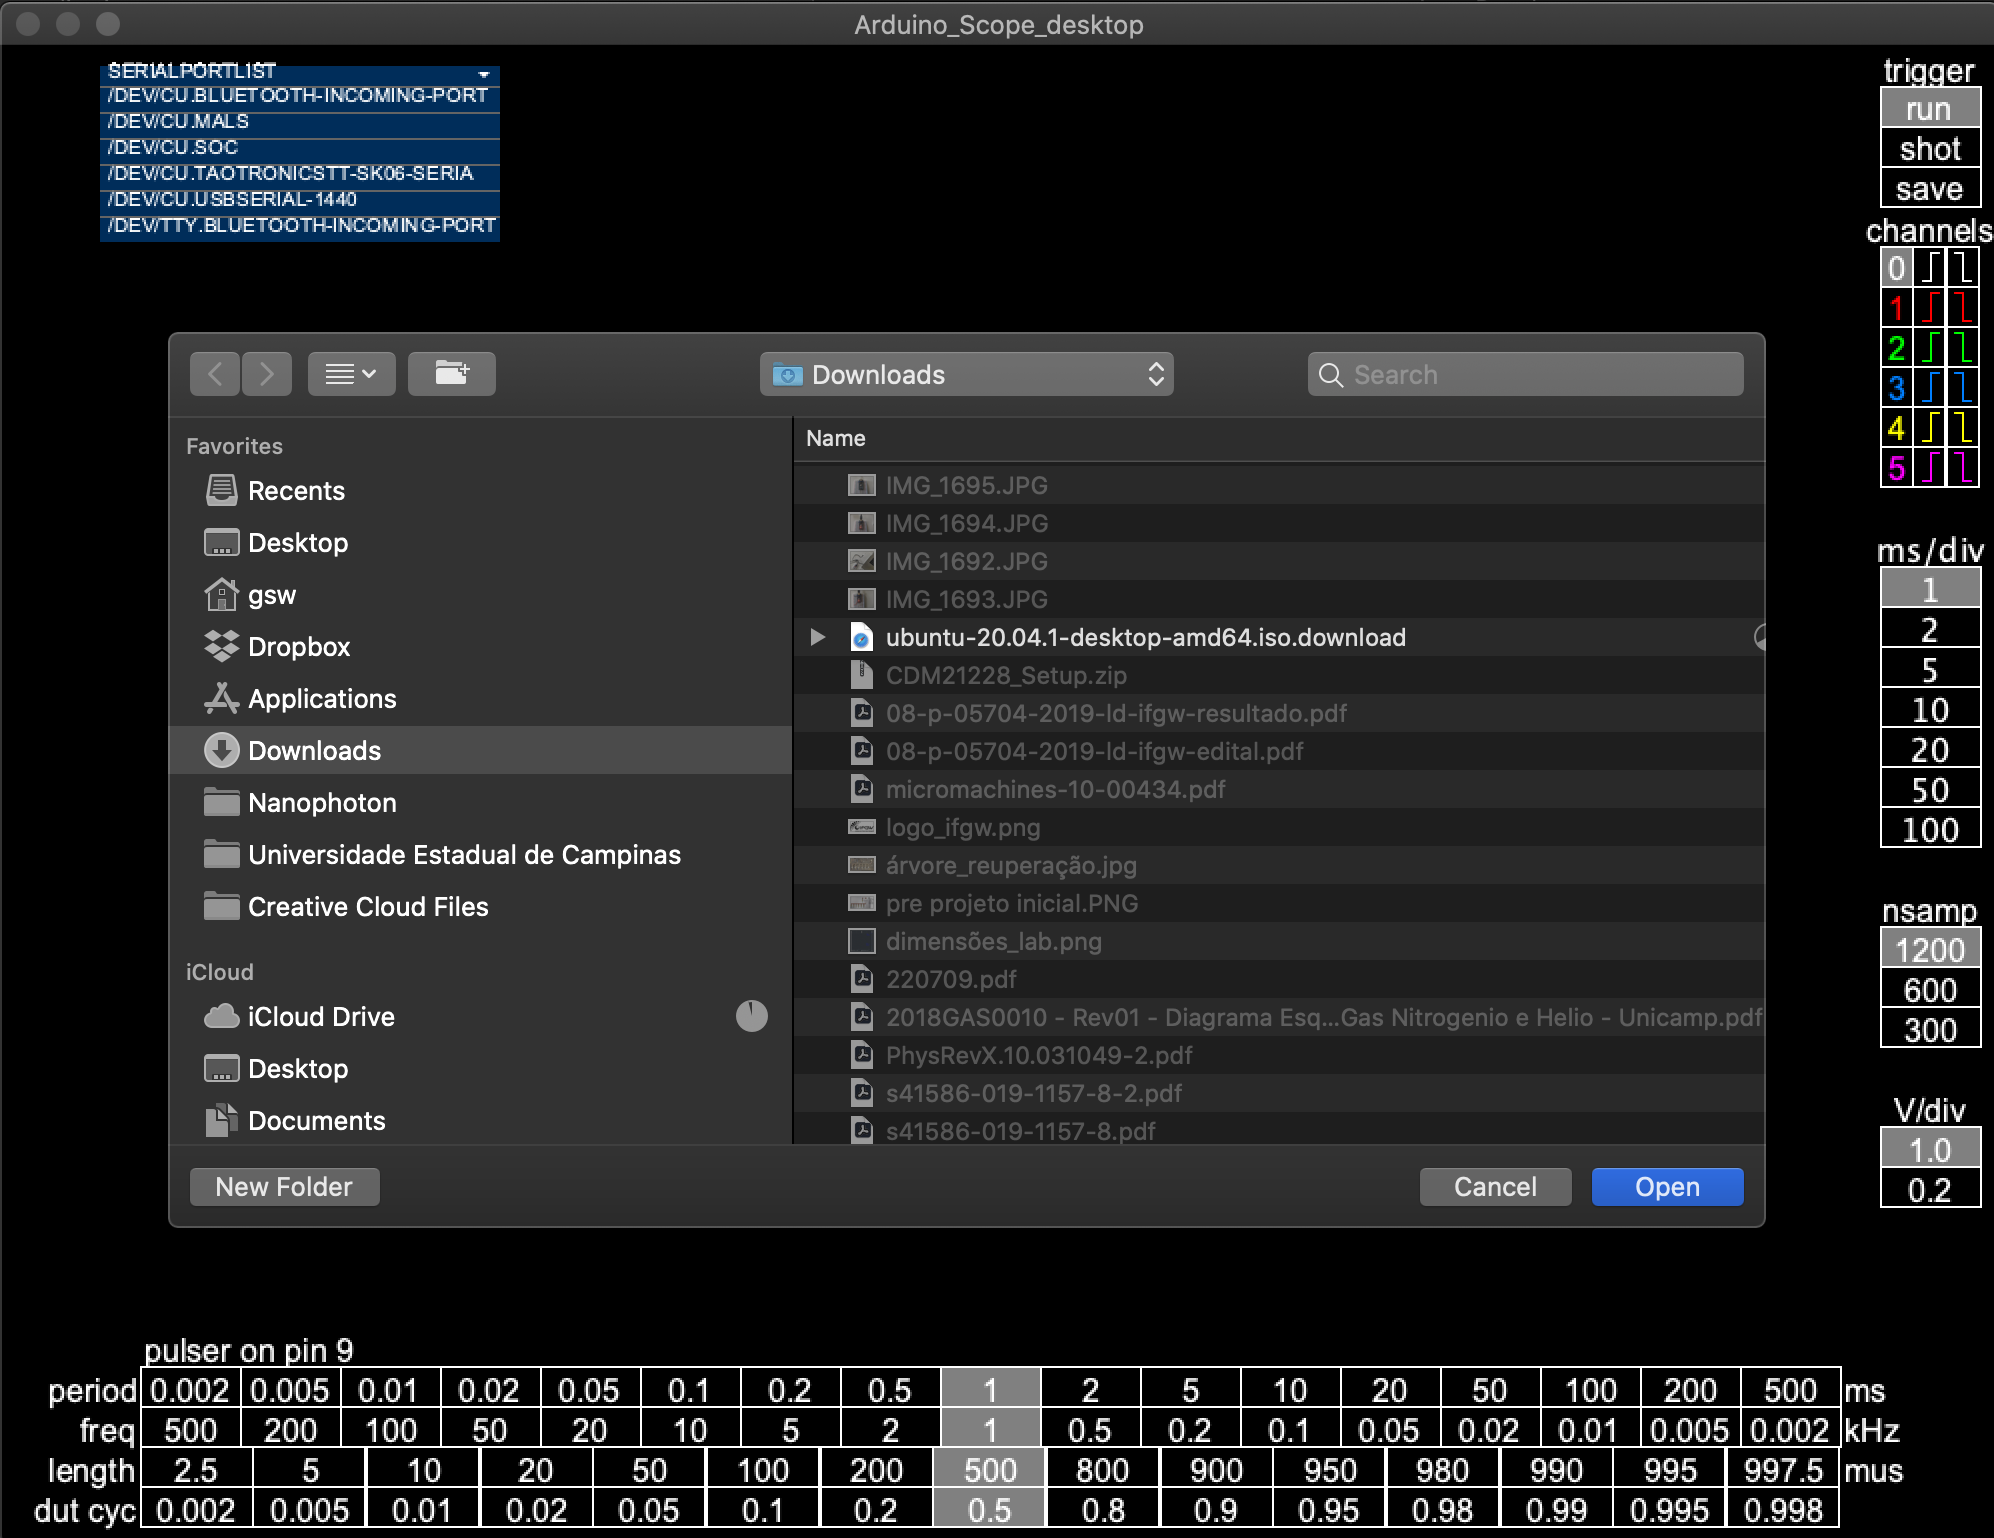 Arduino_Scope_desktop
SERIALPORTLIST
/DEV/CU.BLUETOOTH-INCOMING-PORT
/DEV/CU.MALS
/DEV/CU.SOC
/DEV/CU.TAOTRONICSTT-SK06-SERIA
/DEV/CU.USBSERIAL-1440
/DEV/TTY.BLUETOOTH-INCOMING-PORT
trigger
run
shot
save
channels
0
1
2
3
4
5
ms/div
1
2
5
10
20
50
100
nsamp
1200
600
300
V/div
1.0
0.2
Downloads
Search
Favorites
Recents
Desktop
gsw
Dropbox
Applications
Downloads
Nanophoton
Universidade Estadual de Campinas
Creative Cloud Files
iCloud
iCloud Drive
Desktop
Documents
Name
IMG_1695.JPG
IMG_1694.JPG
IMG_1692.JPG
IMG_1693.JPG
ubuntu-20.04.1-desktop-amd64.iso.download
CDM21228_Setup.zip
08-p-05704-2019-ld-ifgw-resultado.pdf
08-p-05704-2019-ld-ifgw-edital.pdf
micromachines-10-00434.pdf
logo_ifgw.png
árvore_reuperação.jpg
pre projeto inicial.PNG
dimensões_lab.png
220709.pdf
2018GAS0010 - Rev01 - Diagrama Esq...Gas Nitrogenio e Helio - Unicamp.pdf
PhysRevX.10.031049-2.pdf
s41586-019-1157-8-2.pdf
s41586-019-1157-8.pdf
New Folder
Cancel
Open
pulser on pin 9
period 0.002 0.005 0.01 0.02 0.05 0.1 0.2 0.5 1 2 5 10 20 50 100 200 500 ms
freq 500 200 100 50 20 10 5 2 1 0.5 0.2 0.1 0.05 0.02 0.01 0.005 0.002 kHz
length 2.5 5 10 20 50 100 200 500 800 900 950 980 990 995 997.5 mus
dut cyc 0.002 0.005 0.01 0.02 0.05 0.1 0.2 0.5 0.8 0.9 0.95 0.98 0.99 0.995 0.998